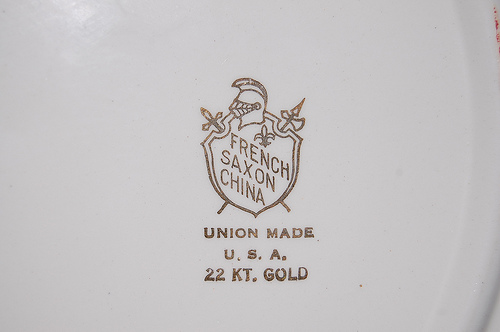 FRENCH
SAXON
CHINA
UNION MADE
U. S. A.
22 KT. GOLD